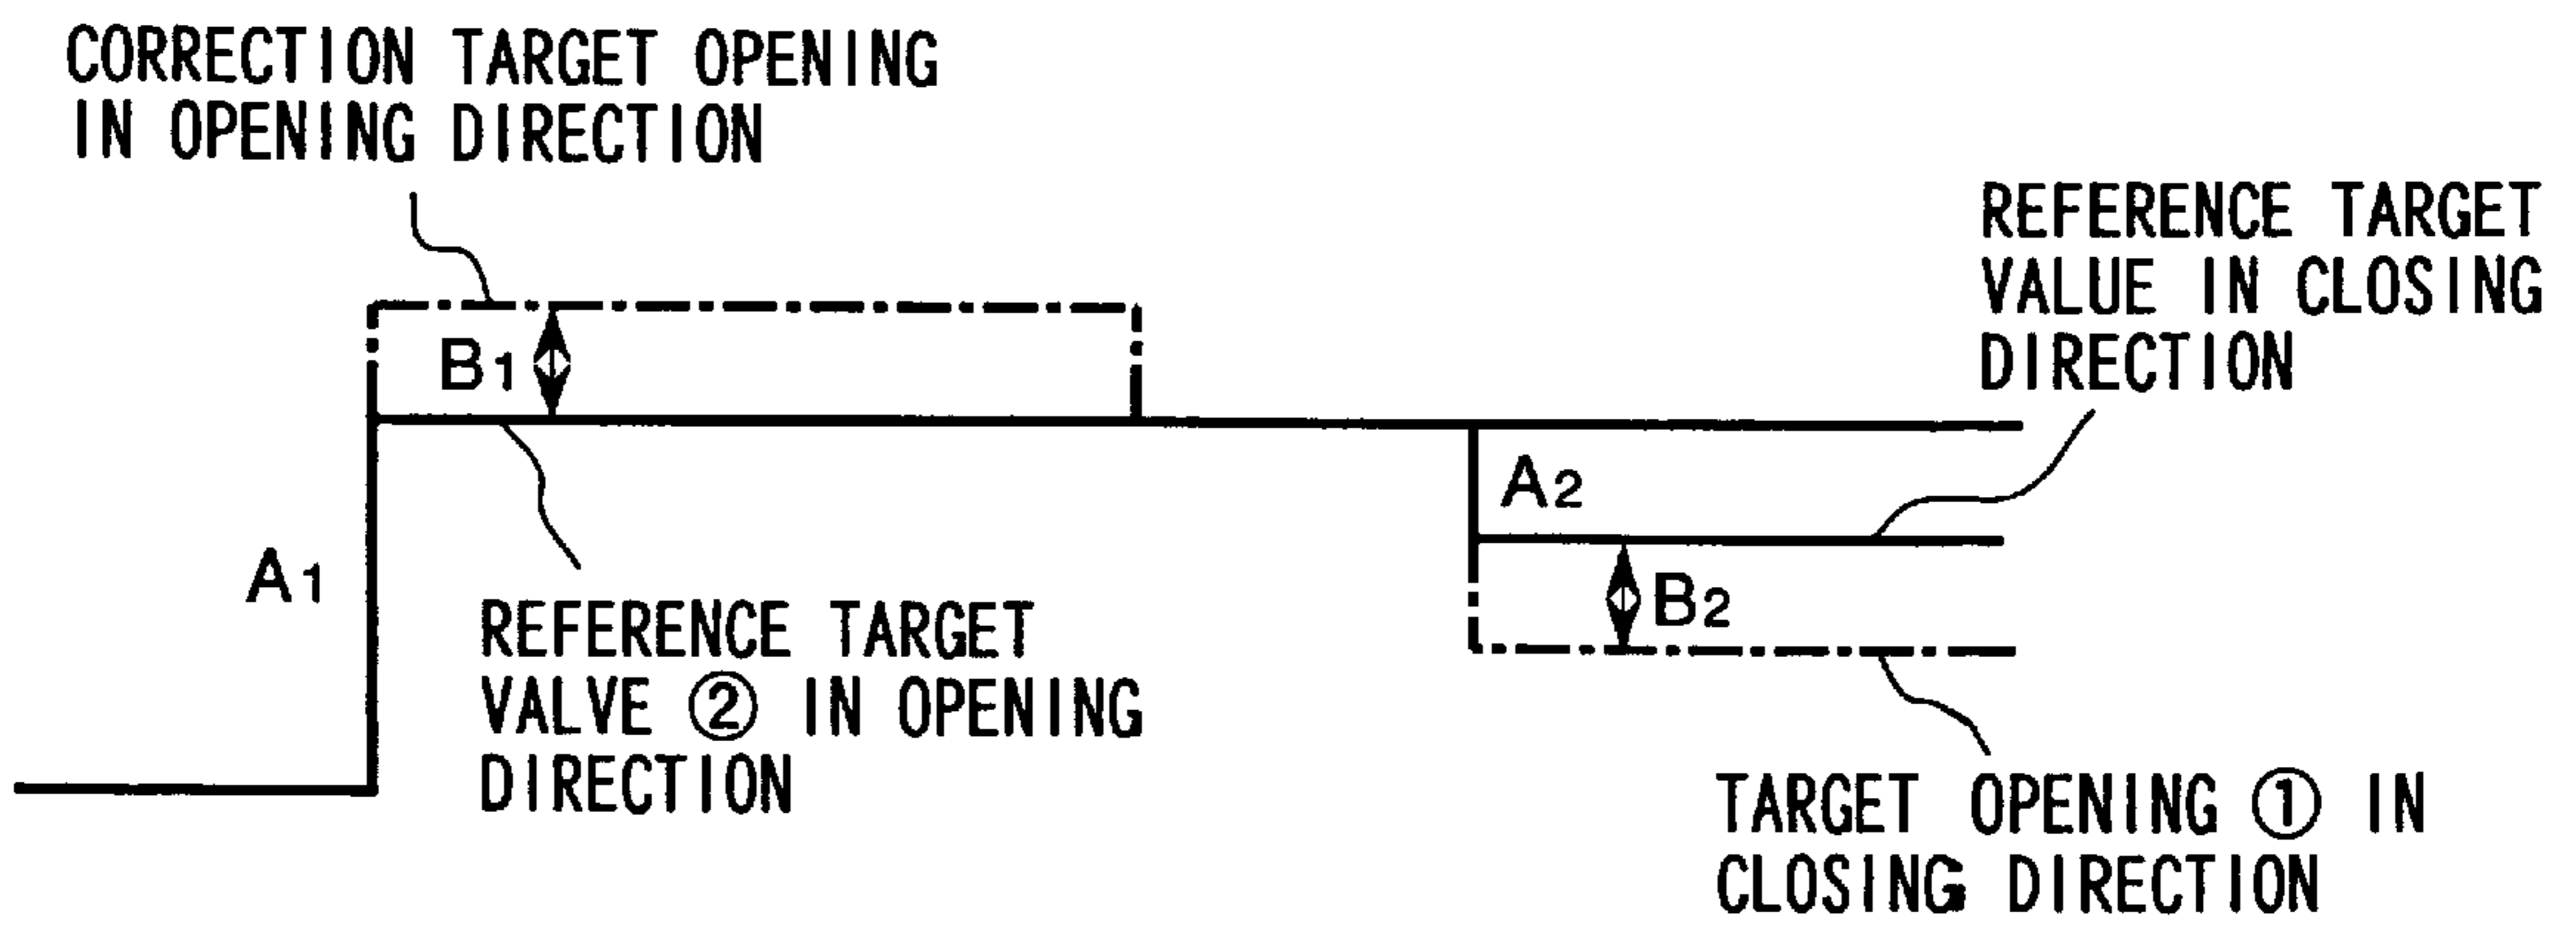 CORRECTION TARGET OPENING
IN OPENING DIRECTION
REFERENCE TARGET
VALUE IN CLOSING
DIRECTION
B1
A2
A1
B2
REFERENCE TARGET
VALVE ② IN OPENING
DIRECTION
TARGET OPENING ① IN
CLOSING DIRECTION